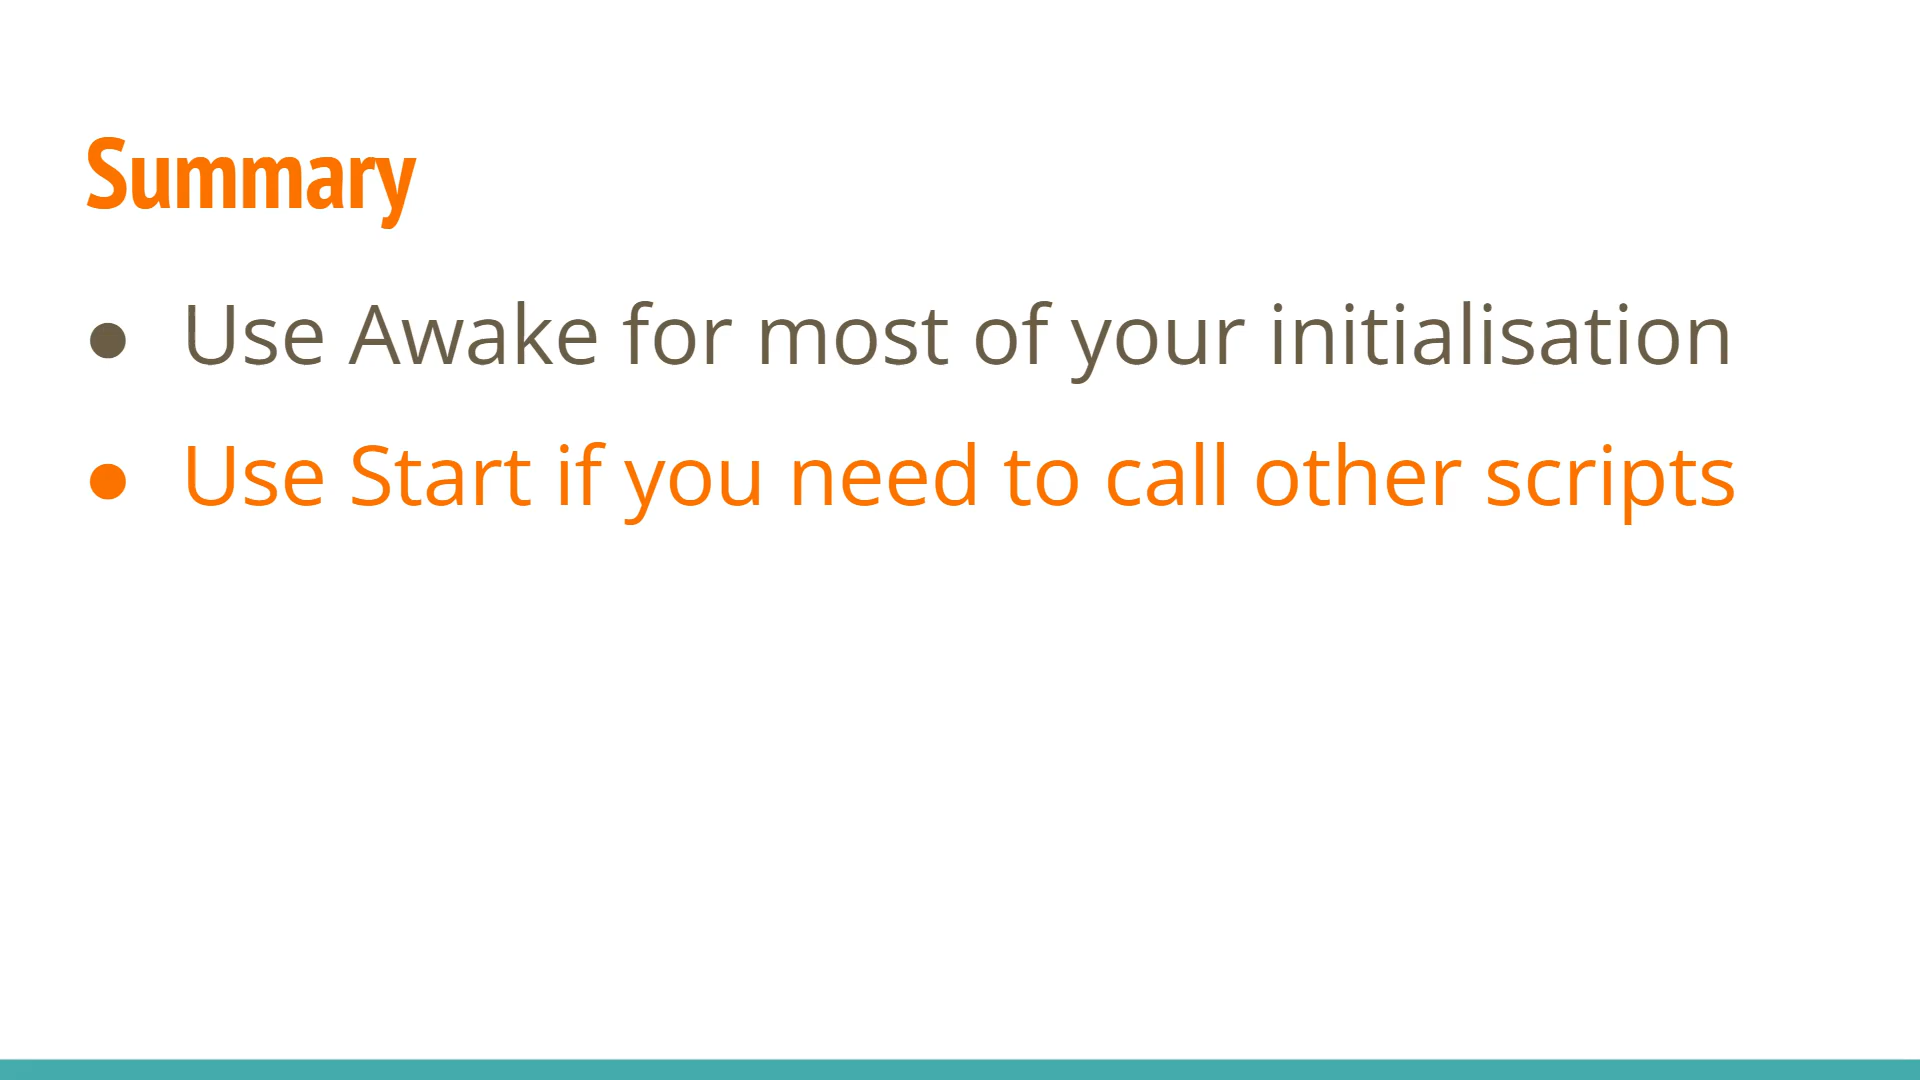 Summary
● Use Awake for most of your initialisation
● Use Start if you need to call other scripts